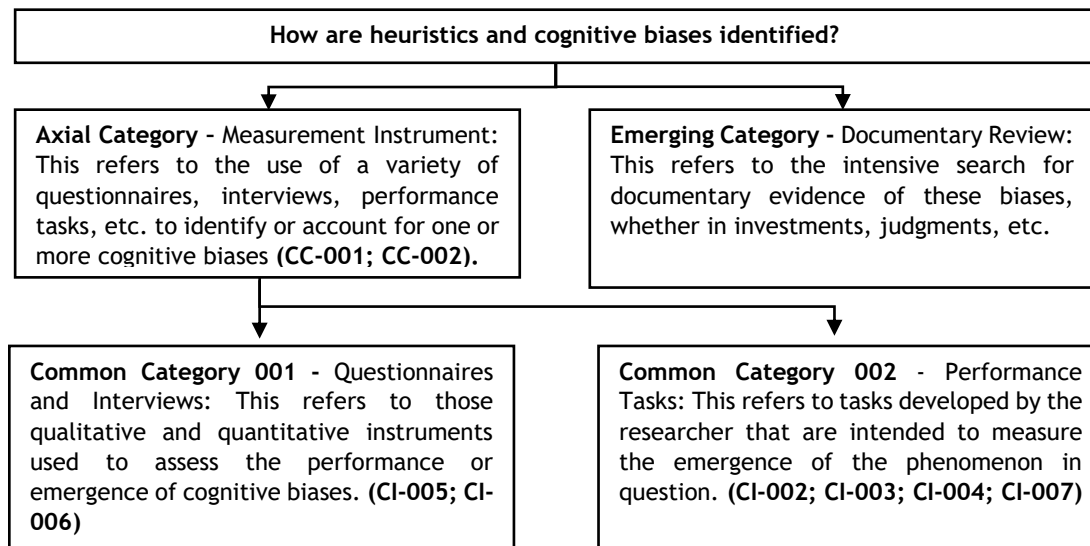 How are heuristics and cognitive biases identified?
Axial Category - Measurement Instrument:
This refers to the use of a variety of
questionnaires, interviews, performance
tasks, etc. to identify or account for one or
more cognitive biases (CC-001; CC-002).
Emerging Category - Documentary Review:
This refers to the intensive search for
documentary evidence of these biases,
whether in investments, judgments, etc.
Common Category 001 - Questionnaires
and Interviews: This refers to those
qualitative and quantitative instruments
used to assess the performance or
emergence of cognitive biases. (CI-005; CI-
006)
Common Category 002 - Performance
Tasks: This refers to tasks developed by the
researcher that are intended to measure
the emergence of the phenomenon in
question. (CI-002; CI-003; CI-004; CI-007)